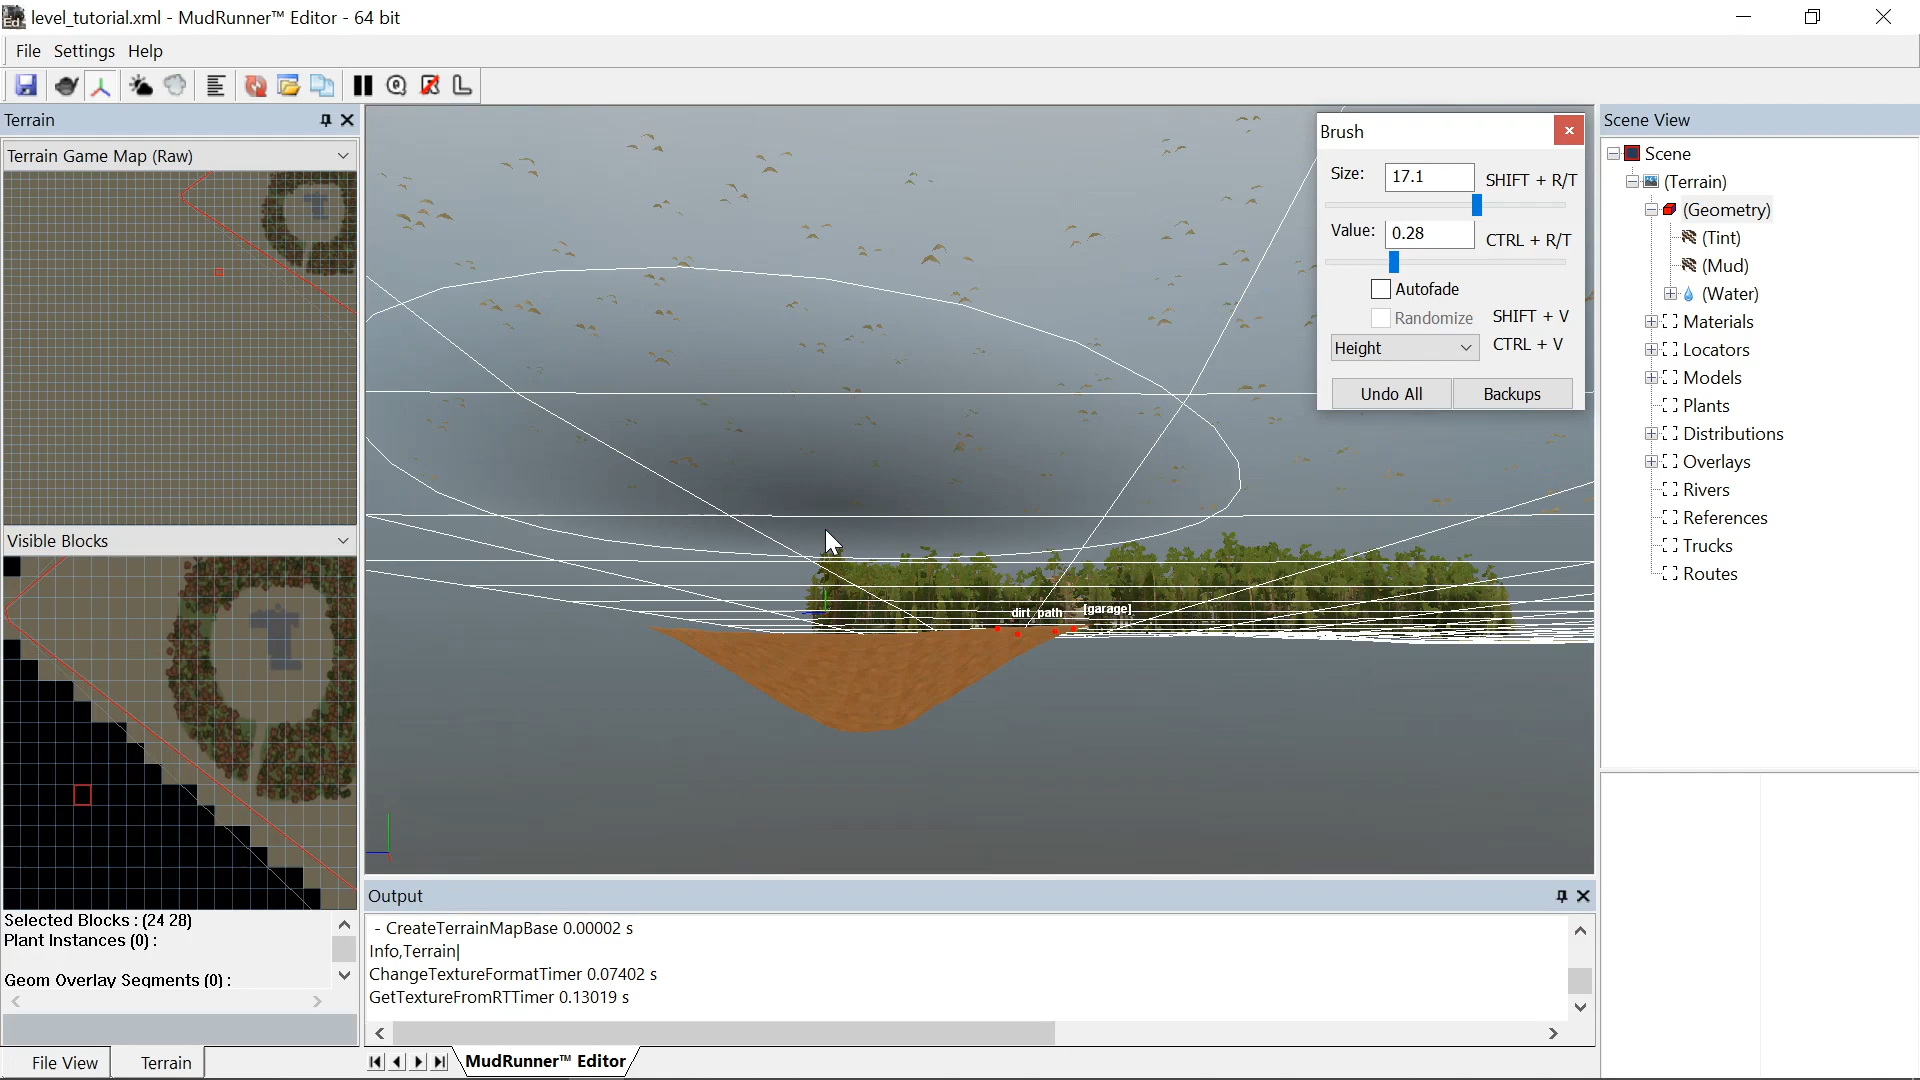 level_tutorial.xml - MudRunner™ Editor - 64 bit
File Settings Help
Terrain
Terrain Game Map (Raw)
Visible Blocks
Selected Blocks : (24 28)
Plant Instances (0) :
Geom Overlay Segments (0) :
File View
Terrain
dirt path
[garage]
Brush
Size: 17.1 SHIFT + R/T
Value: 0.28 CTRL + R/T
Autofade
Randomize SHIFT + V
Height CTRL + V
Undo All Backups
Output
- CreateTerrainMapBase 0.00002 s
Info,Terrain|
ChangeTextureFormatTimer 0.07402 s
GetTextureFromRTTimer 0.13019 s
MudRunner™ Editor
Scene View
Scene
(Terrain)
(Geometry)
(Tint)
(Mud)
(Water)
Materials
Locators
Models
Plants
Distributions
Overlays
Rivers
References
Trucks
Routes